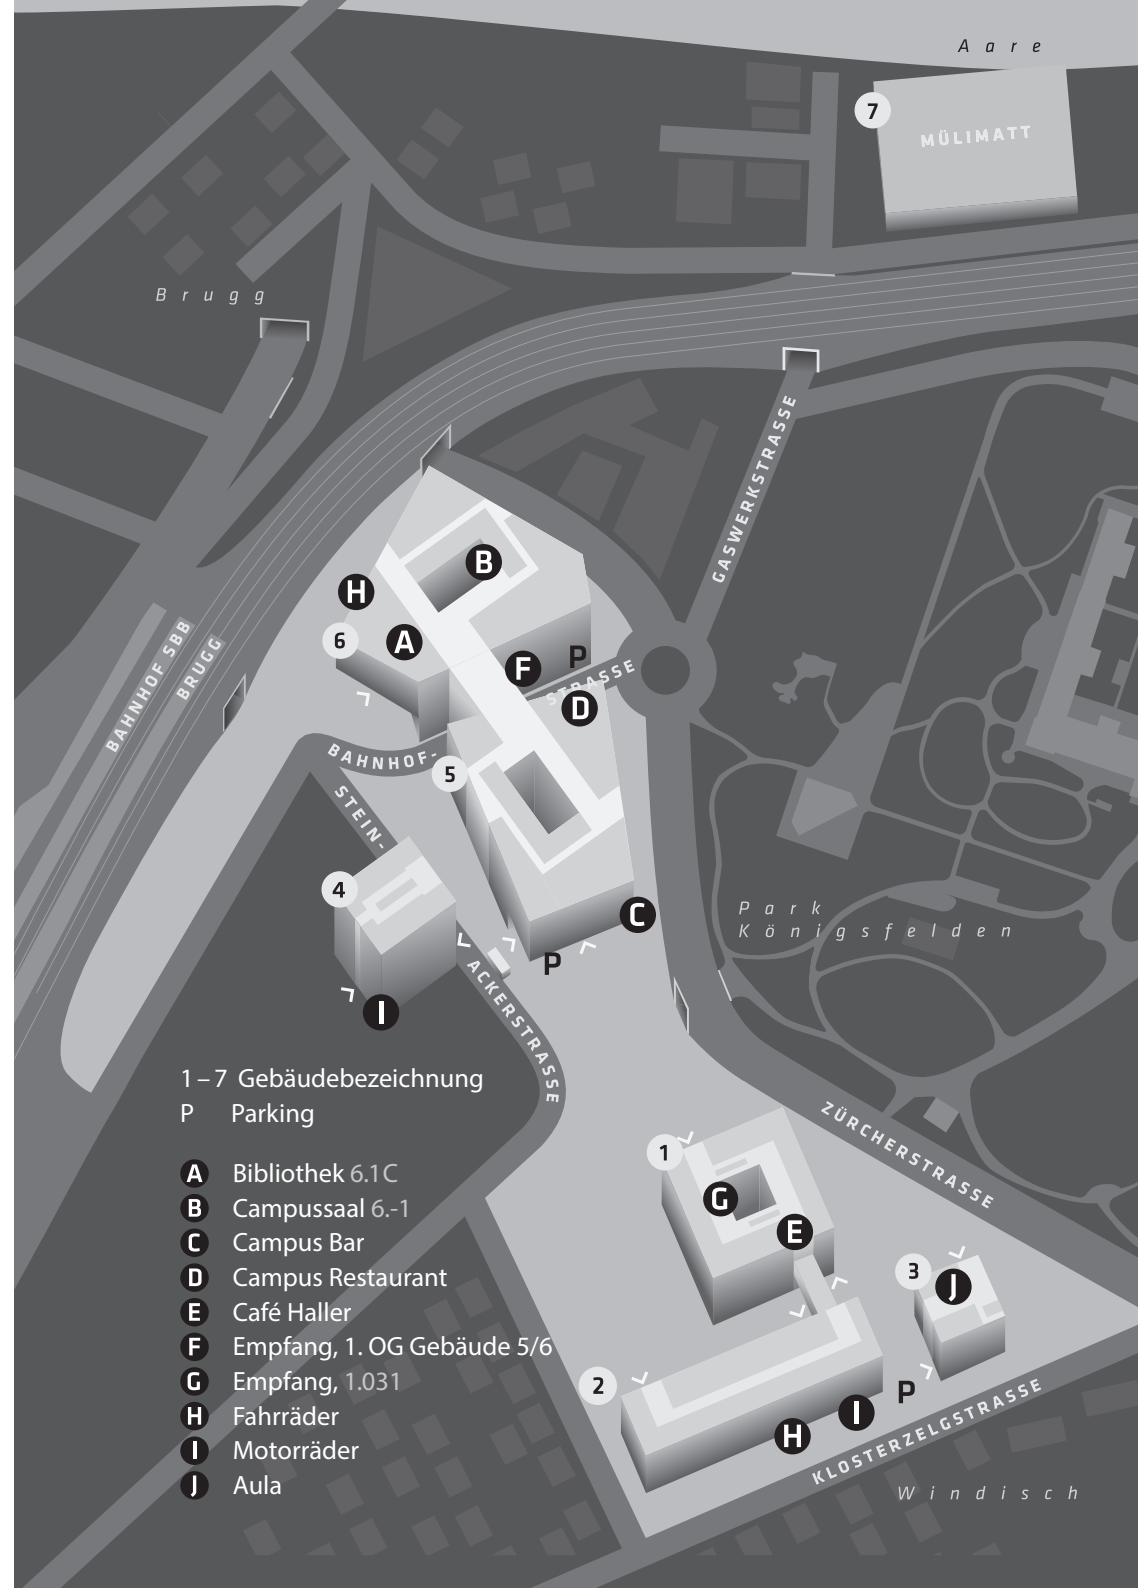 Aare
7
MÜLIMATT
Brugg
GASWERKSTRASSE
B
H
6
A
F
P
STRASSE
D
BAHNHOF SBB
BRUGG
BAHNHOF-
5
STEIN-
4
C
Park
Königsfelden
P
ACKERSTRASSE
I
1 – 7 Gebäudebezeichnung
P Parking
A Bibliothek 6.1C
B Campussaal 6.-1
C Campus Bar
D Campus Restaurant
E Café Haller
F Empfang, 1. OG Gebäude 5/6
G Empfang, 1.031
H Fahrräder
I Motorräder
J Aula
ZÜRCHERSTRASSE
1
G
E
3
J
2
P
I
H
KLOSTERZELGSTRASSE
Windisch